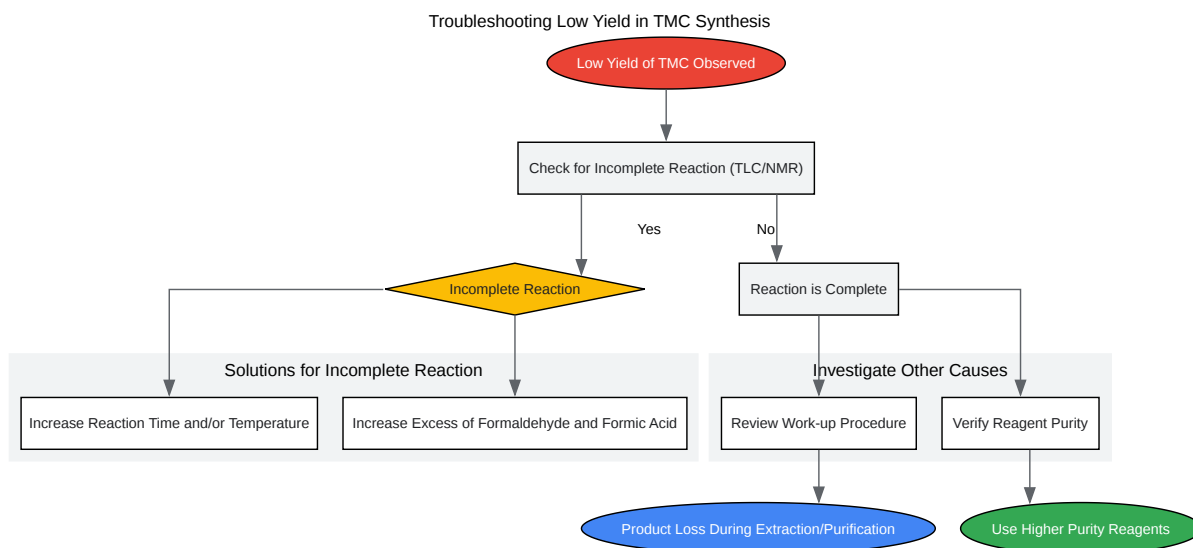 Troubleshooting Low Yield in TMC Synthesis
Low Yield of TMC Observed
Check for Incomplete Reaction (TLC/NMR)
Yes
No
Incomplete Reaction
Reaction is Complete
Solutions for Incomplete Reaction
Investigate Other Causes
Increase Reaction Time and/or Temperature
Increase Excess of Formaldehyde and Formic Acid
Review Work-up Procedure
Verify Reagent Purity
Product Loss During Extraction/Purification
Use Higher Purity Reagents